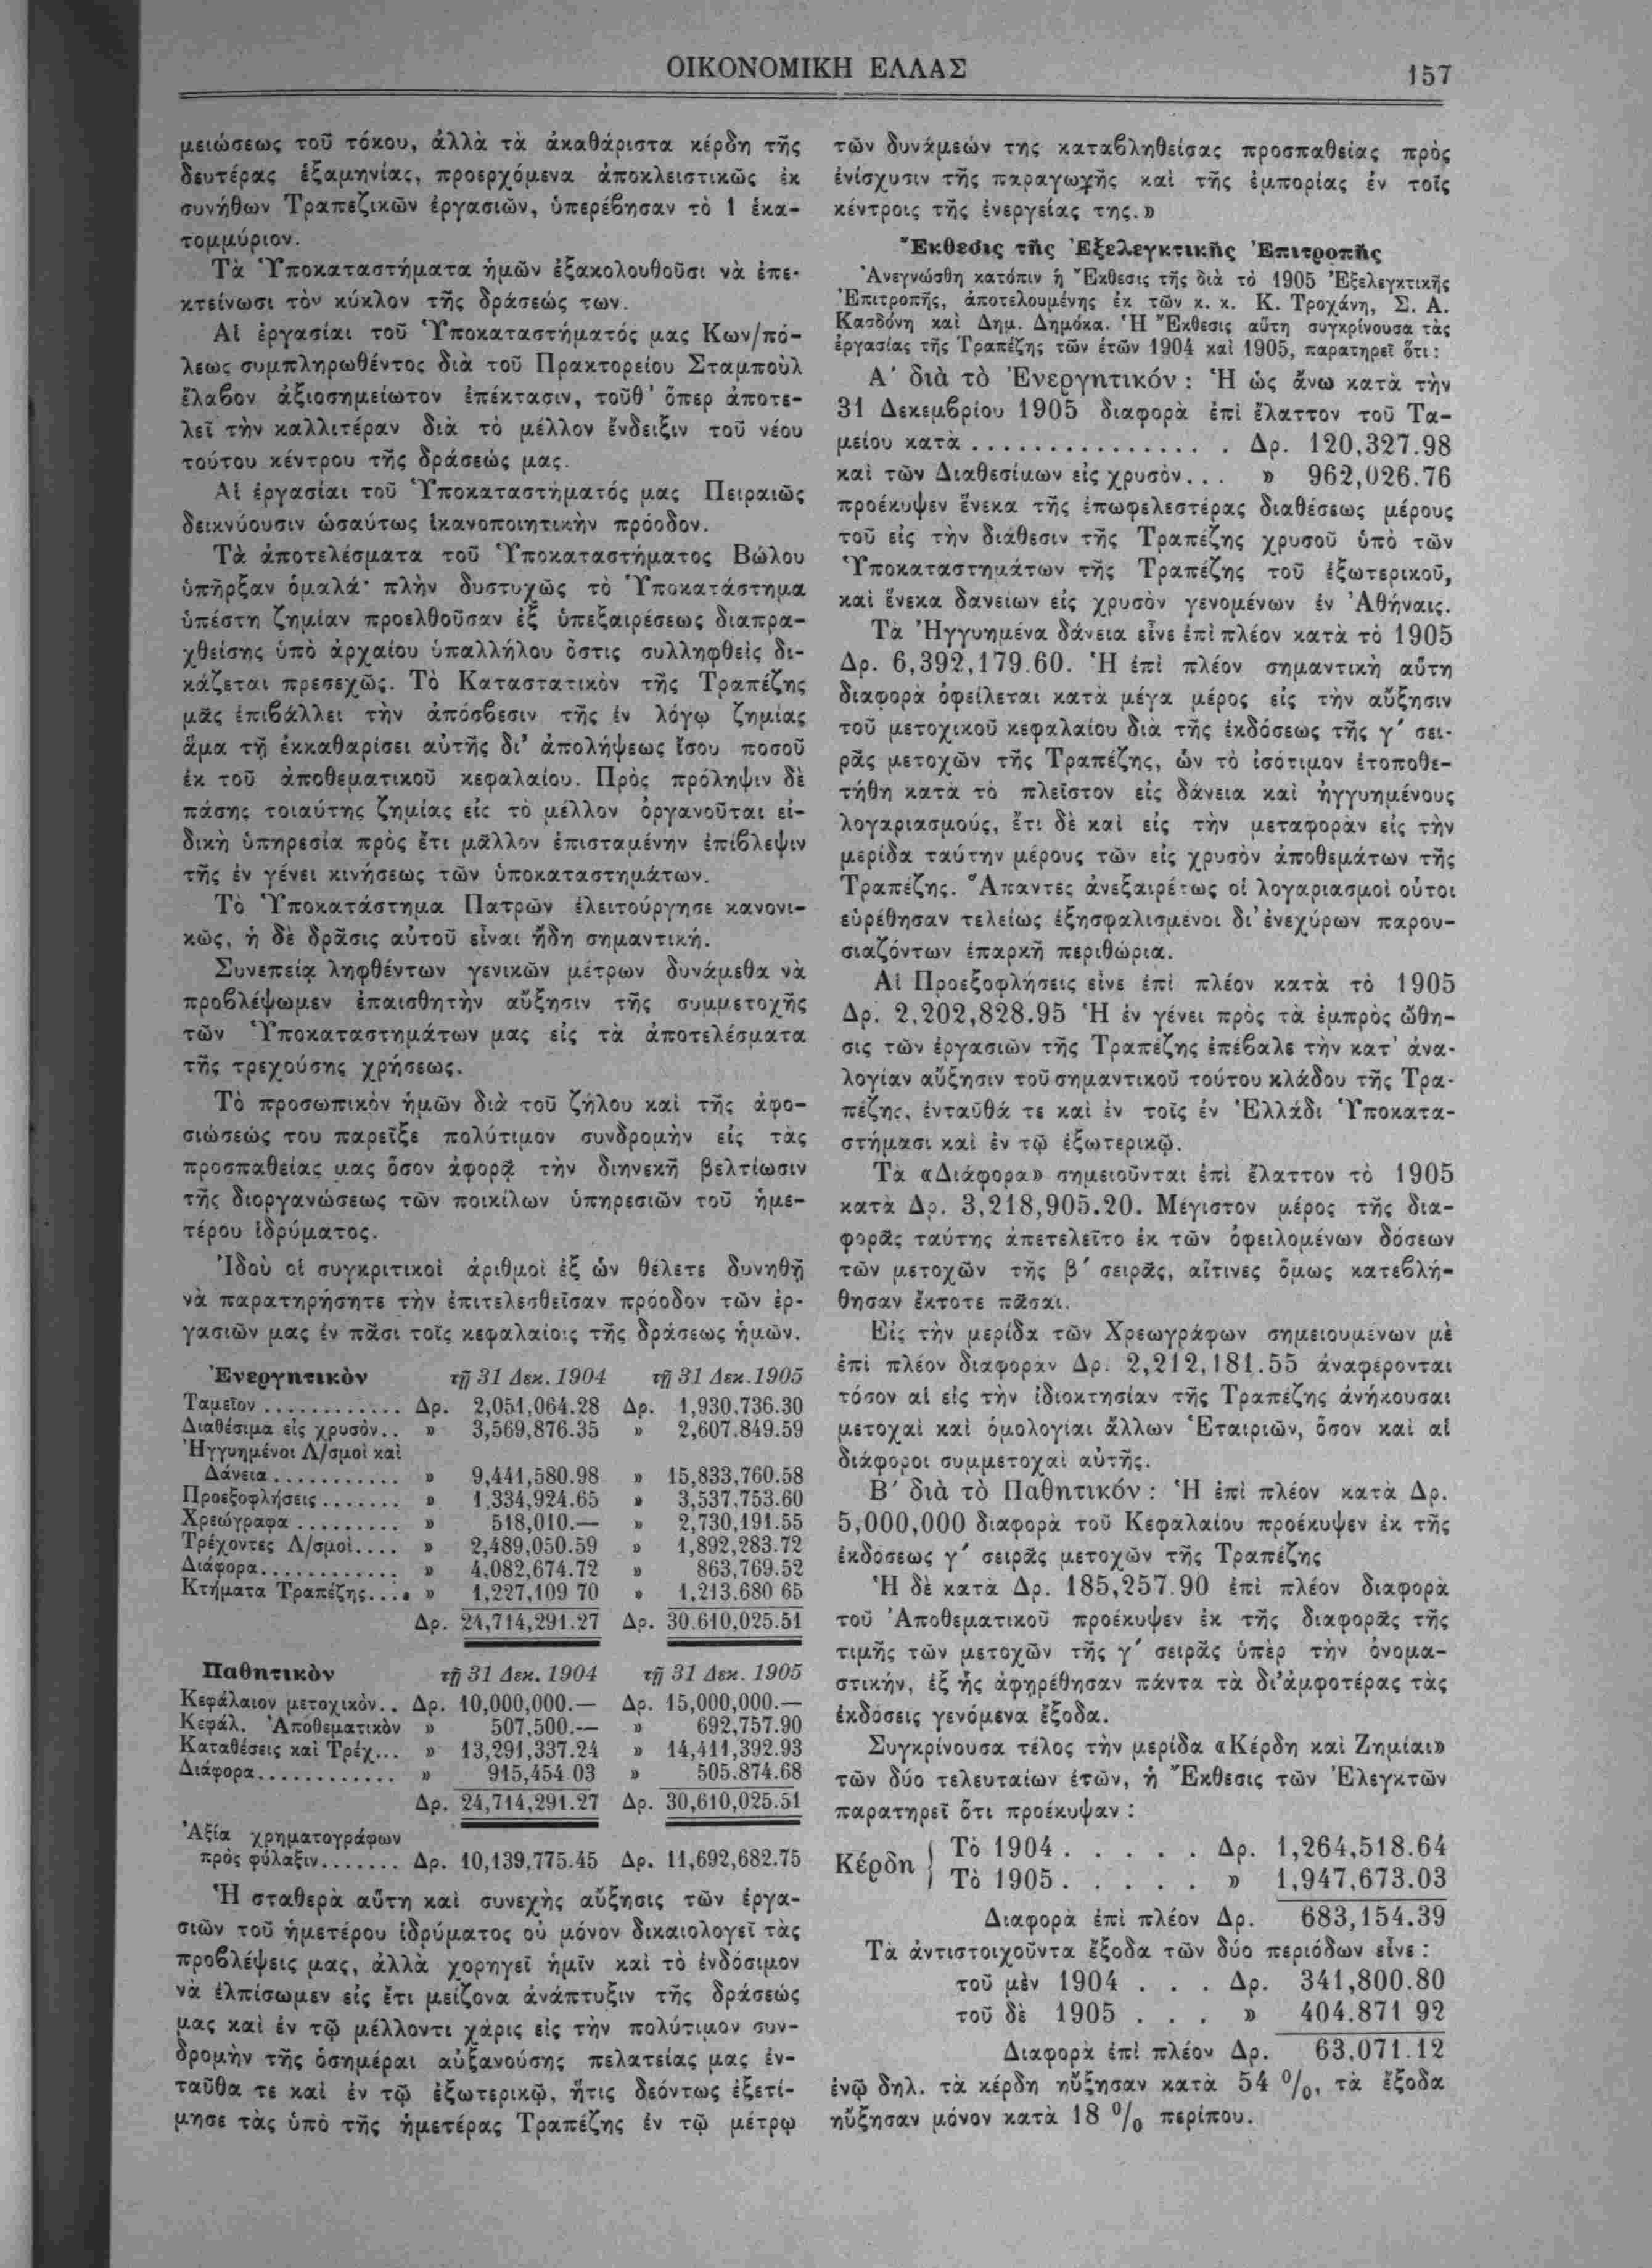 ΟΙΚΟΝΟΜΙΚΗ ΕΛΛΑΣ
157
μειώσεως τοῦ τόκου, ἀλλὰ τὰ ἀκαθάριστα κέρδη τῆς
δευτέρας ἑξαμηνίας, προερχόμενα ἀποκλειστικῶς ἐκ
συνήθων Τραπεζικῶν ἐργασιῶν, ὑπερέβησαν τὸ 1 ἑκα-
τομμύριον.
Τὰ Ὑποκαταστήματα ἡμῶν ἐξακολουθοῦσι νὰ ἐπε-
κτείνωσι τὸν κύκλον τῆς δράσεώς των.
Αἱ ἐργασίαι τοῦ Ὑποκαταστήματός μας Κων/πό-
λεως συμπληρωθέντος διὰ τοῦ Πρακτορείου Σταμποὺλ
ἔλαβον ἀξιοσημείωτον ἐπέκτασιν, τοῦθ' ὅπερ ἀποτε-
λεῖ τὴν καλλιτέραν διὰ τὸ μέλλον ἔνδειξιν τοῦ νέου
τούτου κέντρου τῆς δράσεώς μας.
Αἱ ἐργασίαι τοῦ Ὑποκαταστήματός μας Πειραιῶς
δεικνύουσιν ὡσαύτως ἱκανοποιητικὴν πρόοδον.
Τὰ ἀποτελέσματα τοῦ Ὑποκαταστήματος Βώλου
ὑπῆρξαν ὁμαλά· πλὴν δυστυχῶς τὸ Ὑποκατάστημα
ὑπέστη ζημίαν προελθοῦσαν ἐξ ὑπεξαιρέσεως διαπρα-
χθείσης ὑπὸ ἀρχαίου ὑπαλλήλου ὅστις συλληφθεὶς δι-
κάζεται πρεσεχῶς. Τὸ Καταστατικὸν τῆς Τραπέζης
μᾶς ἐπιβάλλει τὴν ἀπόσβεσιν τῆς ἐν λόγῳ ζημίας
ἅμα τῇ ἐκκαθαρίσει αὐτῆς δι' ἀπολήψεως ἴσου ποσοῦ
ἐκ τοῦ ἀποθεματικοῦ κεφαλαίου. Πρὸς πρόληψιν δὲ
πάσης τοιαύτης ζημίας εἰς τὸ μέλλον ὀργανοῦται εἰ-
δικὴ ὑπηρεσία πρὸς ἔτι μᾶλλον ἐπισταμένην ἐπίβλεψιν
τῆς ἐν γένει κινήσεως τῶν ὑποκαταστημάτων.
Τὸ Ὑποκατάστημα Πατρῶν ἐλειτούργησε κανονι-
κῶς, ἡ δὲ δρᾶσις αὐτοῦ εἶναι ἤδη σημαντική.
Συνεπείᾳ ληφθέντων γενικῶν μέτρων δυνάμεθα νὰ
προβλέψωμεν ἐπαισθητὴν αὔξησιν τῆς συμμετοχῆς
τῶν Ὑποκαταστημάτων μας εἰς τὰ ἀποτελέσματα
τῆς τρεχούσης χρήσεως.
Τὸ προσωπικὸν ἡμῶν διὰ τοῦ ζήλου καὶ τῆς ἀφο-
σιώσεώς του παρεῖξε πολύτιμον συνδρομὴν εἰς τὰς
προσπαθείας μας ὅσον ἀφορᾷ τὴν διηνεκῆ βελτίωσιν
τῆς διοργανώσεως τῶν ποικίλων ὑπηρεσιῶν τοῦ ἡμε-
τέρου ἱδρύματος.
Ἰδοὺ οἱ συγκριτικοὶ ἀριθμοὶ ἐξ ὧν θέλετε δυνηθῇ
νὰ παρατηρήσητε τὴν ἐπιτελεσθεῖσαν πρόοδον τῶν ἐρ-
γασιῶν μας ἐν πᾶσι τοῖς κεφαλαίοις τῆς δράσεως ἡμῶν.
Ἐνεργητικὸν τῇ 31 Δεκ. 1904 τῇ 31 Δεκ. 1905
Ταμεῖον ............ Δρ. 2,051,064.28 Δρ. 1,930.736.30
Διαθέσιμα εἰς χρυσὸν.. » 3,569,876.35 » 2,607.849.59
Ἠγγυημένοι Λ/σμοὶ καὶ
Δάνεια........... » 9,441,580.98 » 15,833,760.58
Προεξοφλήσεις....... » 1.334,924.65 » 3,537.753.60
Χρεώγραφα ......... » 518,010.— » 2,730,191.55
Τρέχοντες Λ/σμοὶ.... » 2,489,050.59 » 1,892,283.72
Διάφορα............ » 4.082,674.72 » 863,769.52
Κτήματα Τραπέζης.... » 1,227,109 70 » 1.213.680 65
Δρ. 24,714,291.27 Δρ. 30.610,025.51
Παθητικὸν τῇ 31 Δεκ. 1904 τῇ 31 Δεκ. 1905
Κεφάλαιον μετοχικὸν.. Δρ. 10,000,000.— Δρ. 15,000,000.—
Κεφάλ. Ἀποθεματικὸν » 507,500.-— » 692,757.90
Καταθέσεις καὶ Τρέχ... » 13,291,337.24 » 14,411,392.93
Διάφορα............ » 915,454 03 » 505.874.68
Δρ. 24,714,291.27 Δρ. 30,610,025.51
Ἀξία χρηματογράφων
πρὸς φύλαξιν....... Δρ. 10,139,775.45 Δρ. 11,692,682.75
Ἡ σταθερὰ αὕτη καὶ συνεχὴς αὔξησις τῶν ἐργα-
σιῶν τοῦ ἡμετέρου ἱδρύματος οὐ μόνον δικαιολογεῖ τὰς
προβλέψεις μας, ἀλλὰ χορηγεῖ ἡμῖν καὶ τὸ ἐνδόσιμον
νὰ ἐλπίσωμεν εἰς ἔτι μείζονα ἀνάπτυξιν τῆς δράσεώς
μας καὶ ἐν τῷ μέλλοντι χάρις εἰς τὴν πολύτιμον συν-
δρομὴν τῆς ὁσημέραι αὐξανούσης πελατείας μας ἐν-
ταῦθα τε καὶ ἐν τῷ ἐξωτερικῷ, ἥτις δεόντως ἐξετί-
μησε τὰς ὑπὸ τῆς ἡμετέρας Τραπέζης ἐν τῷ μέτρῳ
τῶν δυνάμεών της καταβληθείσας προσπαθείας πρὸς
ἐνίσχυσιν τῆς παραγωγῆς καὶ τῆς ἐμπορίας ἐν τοῖς
κέντροις τῆς ἐνεργείας της.»
Ἔκθεσις τῆς Ἐξελεγκτικῆς Ἐπιτροπῆς
Ἀνεγνώσθη κατόπιν ἡ Ἔκθεσις τῆς διὰ τὸ 1905 Ἐξελεγκτικῆς
Ἐπιτροπῆς, ἀποτελουμένης ἐκ τῶν κ. κ. Κ. Τροχάνη, Σ. Α.
Κασδόνη καὶ Δημ. Δημόκα. Ἡ Ἔκθεσις αὕτη συγκρίνουσα τὰς
ἐργασίας τῆς Τραπέζης τῶν ἐτῶν 1904 καὶ 1905, παρατηρεῖ ὅτι:
Α' διὰ τὸ Ἐνεργητικόν: Ἡ ὡς ἄνω κατὰ τὴν
31 Δεκεμβρίου 1905 διαφορὰ ἐπὶ ἔλαττον τοῦ Τα-
μείου κατὰ ................ Δρ. 120,327.98
καὶ τῶν Διαθεσίμων εἰς χρυσὸν... » 962,026.76
προέκυψεν ἕνεκα τῆς ἐπωφελεστέρας διαθέσεως μέρους
τοῦ εἰς τὴν διάθεσιν τῆς Τραπέζης χρυσοῦ ὑπὸ τῶν
Ὑποκαταστημάτων τῆς Τραπέζης τοῦ ἐξωτερικοῦ,
καὶ ἕνεκα δανείων εἰς χρυσὸν γενομένων ἐν Ἀθήναις.
Τὰ Ἠγγυημένα δάνεια εἶνε ἐπὶ πλέον κατὰ τὸ 1905
Δρ. 6,392,179.60. Ἡ ἐπὶ πλέον σημαντικὴ αὕτη
διαφορὰ ὀφείλεται κατὰ μέγα μέρος εἰς τὴν αὔξησιν
τοῦ μετοχικοῦ κεφαλαίου διὰ τῆς ἐκδόσεως τῆς γ' σει-
ρᾶς μετοχῶν τῆς Τραπέζης, ὧν τὸ ἰσότιμον ἐτοποθε-
τήθη κατὰ τὸ πλεῖστον εἰς δάνεια καὶ ἠγγυημένους
λογαριασμούς, ἔτι δὲ καὶ εἰς τὴν μεταφορὰν εἰς τὴν
μερίδα ταύτην μέρους τῶν εἰς χρυσὸν ἀποθεμάτων τῆς
Τραπέζης. Ἅπαντες ἀνεξαιρέτως οἱ λογαριασμοὶ οὗτοι
εὑρέθησαν τελείως ἐξησφαλισμένοι δι' ἐνεχύρων παρου-
σιαζόντων ἐπαρκῆ περιθώρια.
Αἱ Προεξοφλήσεις εἶνε ἐπὶ πλέον κατὰ τὸ 1905
Δρ. 2,202,828.95 Ἡ ἐν γένει πρὸς τὰ ἐμπρὸς ὤθη-
σις τῶν ἐργασιῶν τῆς Τραπέζης ἐπέβαλε τὴν κατ' ἀνα-
λογίαν αὔξησιν τοῦ σημαντικοῦ τούτου κλάδου τῆς Τρα-
πέζης, ἐνταῦθά τε καὶ ἐν τοῖς ἐν Ἑλλάδι Ὑποκατα-
στήμασι καὶ ἐν τῷ ἐξωτερικῷ.
Τὰ «Διάφορα» σημειοῦνται ἐπὶ ἔλαττον τὸ 1905
κατὰ Δρ. 3,218,905.20. Μέγιστον μέρος τῆς δια-
φορᾶς ταύτης ἀπετελεῖτο ἐκ τῶν ὀφειλομένων δόσεων
τῶν μετοχῶν τῆς β' σειρᾶς, αἵτινες ὅμως κατεβλή-
θησαν ἔκτοτε πᾶσαι.
Εἰς τὴν μερίδα τῶν Χρεωγράφων σημειουμένων μὲ
ἐπὶ πλέον διαφορὰν Δρ. 2,212,181.55 ἀναφέρονται
τόσον αἱ εἰς τὴν ἰδιοκτησίαν τῆς Τραπέζης ἀνήκουσαι
μετοχαὶ καὶ ὁμολογίαι ἄλλων Ἑταιριῶν, ὅσον καὶ αἱ
διάφοροι συμμετοχαὶ αὐτῆς.
Β' διὰ τὸ Παθητικόν: Ἡ ἐπὶ πλέον κατὰ Δρ.
5,000,000 διαφορὰ τοῦ Κεφαλαίου προέκυψεν ἐκ τῆς
ἐκδόσεως γ' σειρᾶς μετοχῶν τῆς Τραπέζης
Ἡ δὲ κατὰ Δρ. 185,257.90 ἐπὶ πλέον διαφορὰ
τοῦ Ἀποθεματικοῦ προέκυψεν ἐκ τῆς διαφορᾶς τῆς
τιμῆς τῶν μετοχῶν τῆς γ' σειρᾶς ὑπὲρ τὴν ὀνομα-
στικήν, ἐξ ἧς ἀφῃρέθησαν πάντα τὰ δι' ἀμφοτέρας τὰς
ἐκδόσεις γενόμενα ἔξοδα.
Συγκρίνουσα τέλος τὴν μερίδα «Κέρδη καὶ Ζημίαι»
τῶν δύο τελευταίων ἐτῶν, ἡ Ἔκθεσις τῶν Ἐλεγκτῶν
παρατηρεῖ ὅτι προέκυψαν:
Κέρδη { Τὸ 1904 . . . . . Δρ. 1,264,518.64
Τὸ 1905 . . . . . » 1,947,673.03
Διαφορὰ ἐπὶ πλέον Δρ. 683,154.39
Τὰ ἀντιστοιχοῦντα ἔξοδα τῶν δύο περιόδων εἶνε:
τοῦ μὲν 1904 . . . Δρ. 341,800.80
τοῦ δὲ 1905 . . . » 404.871 92
Διαφορὰ ἐπὶ πλέον Δρ. 63,071.12
ἐνῷ δηλ. τὰ κέρδη ηὔξησαν κατὰ 54 %, τὰ ἔξοδα
ηὔξησαν μόνον κατὰ 18 % περίπου.